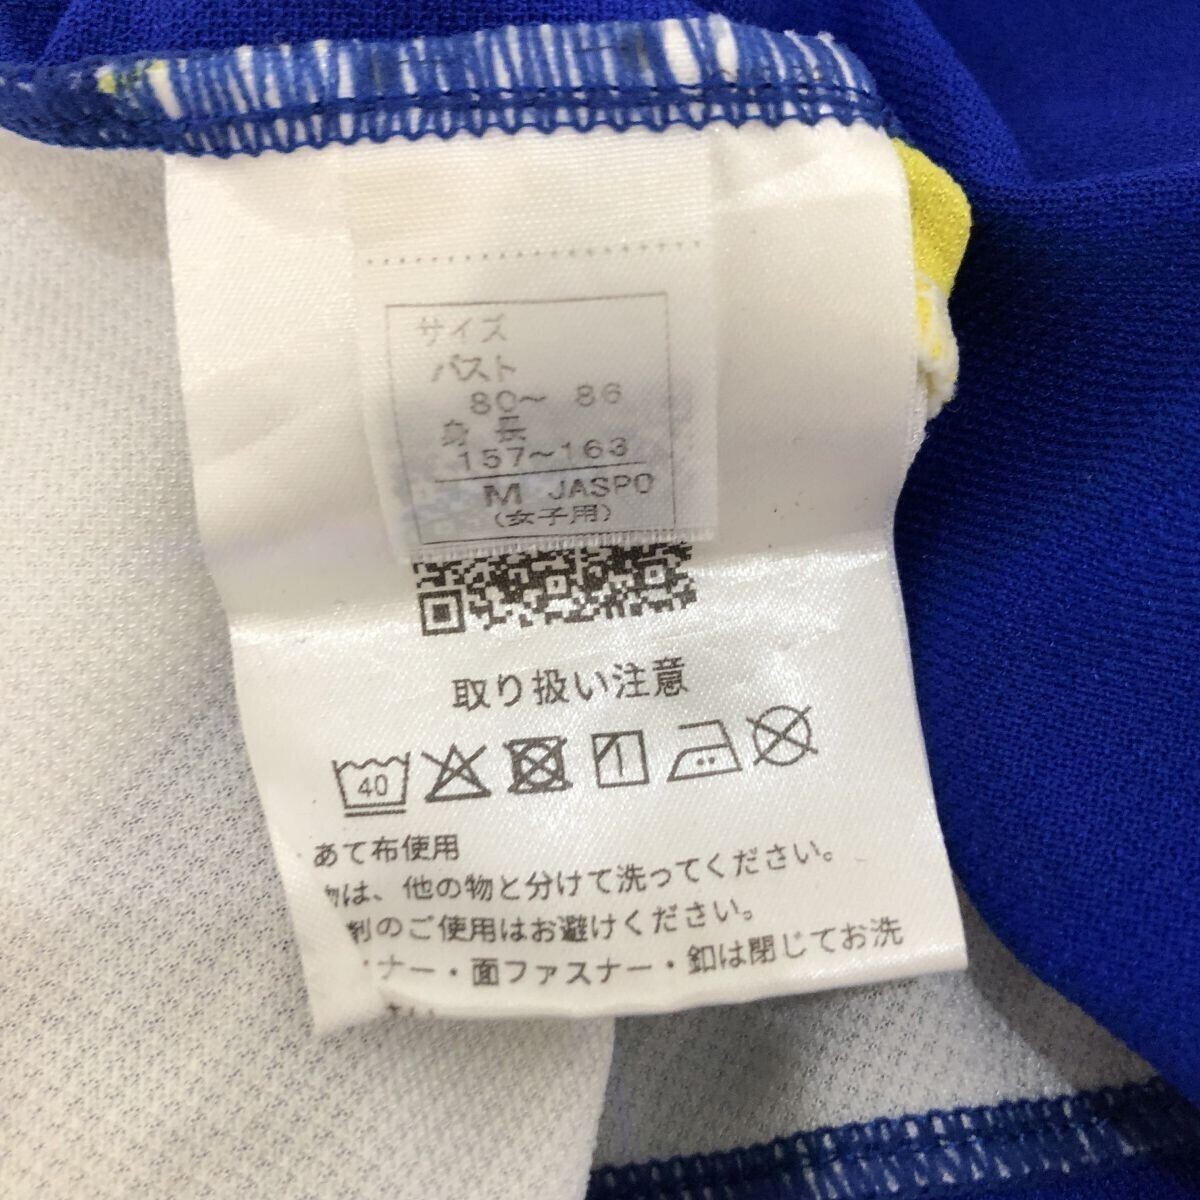 サイズ
バスト
80～ 86
身 長
157～163
M JASPO
(女子用)
取り扱い注意
40
あて布使用
物は、他の物と分けて洗ってください。
剤のご使用はお避けください。
ナー・面ファスナー・釦は閉じてお洗
さい。